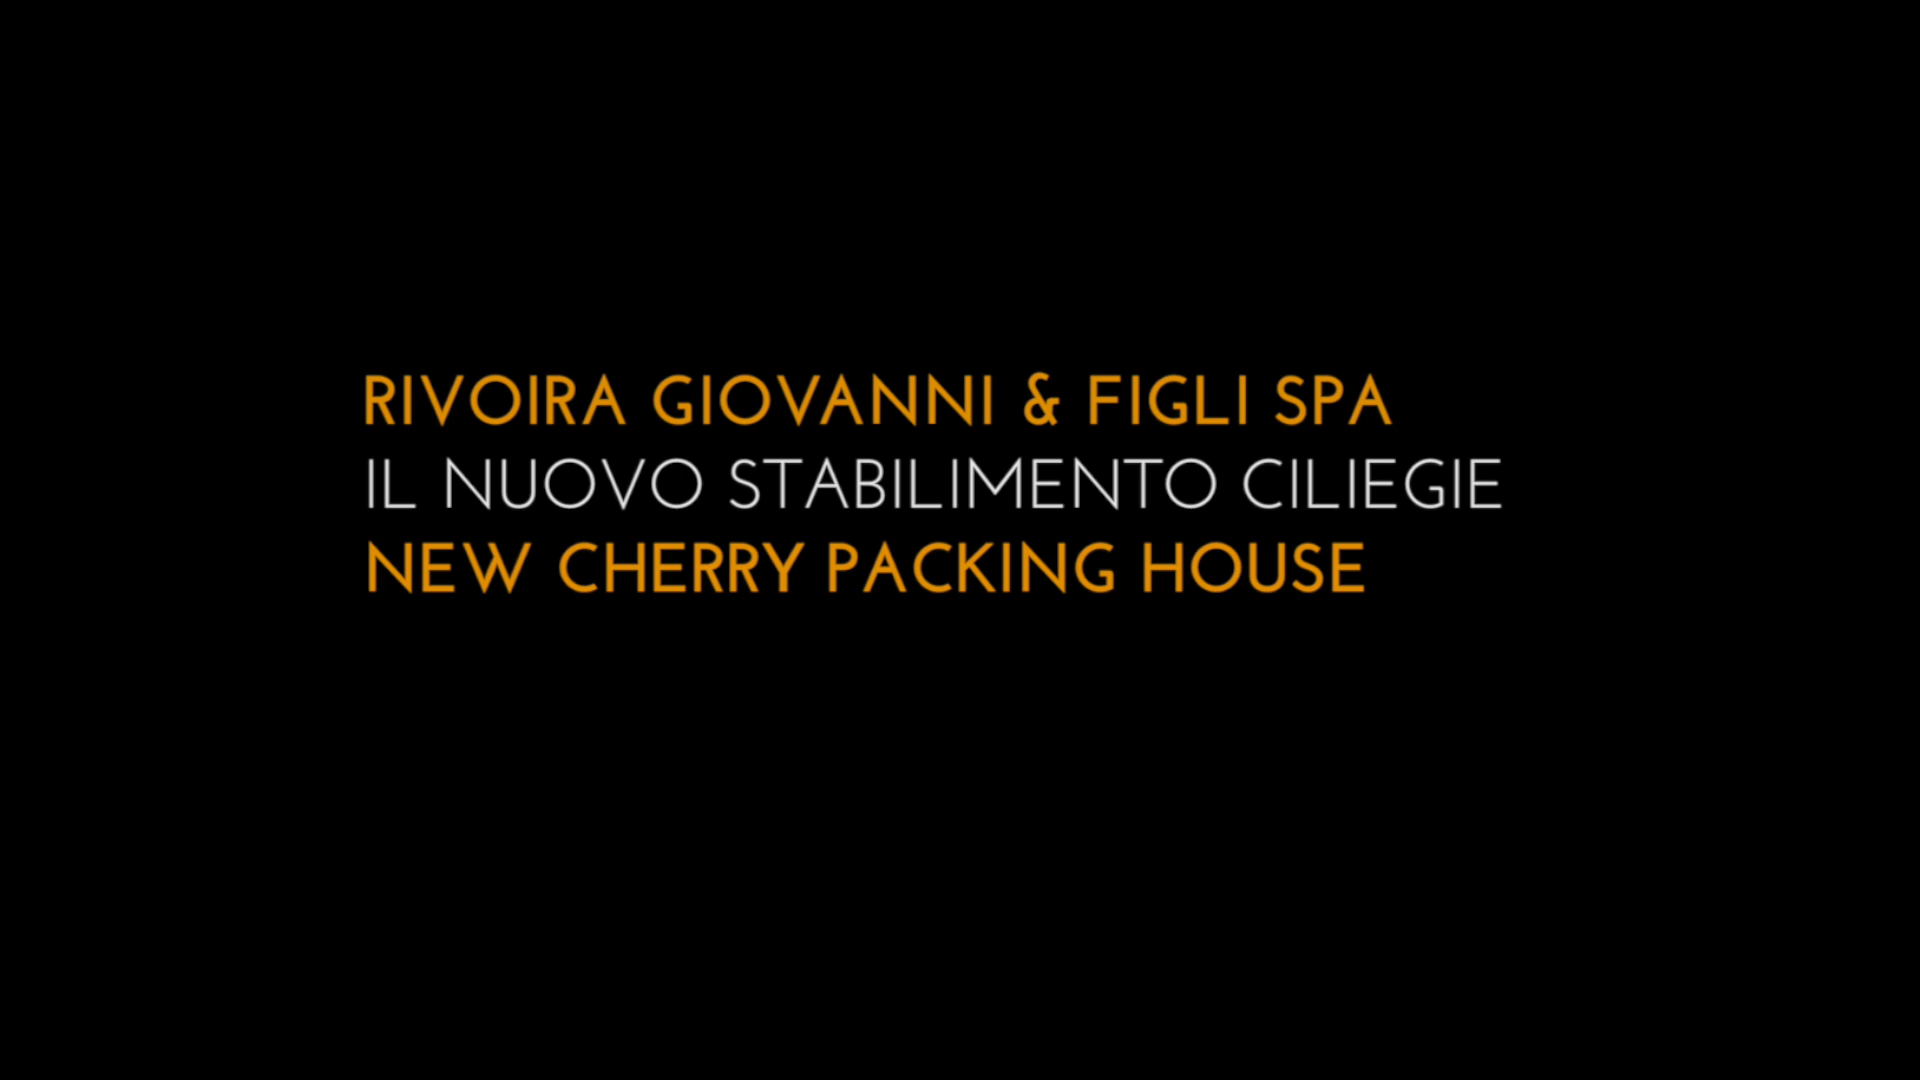 RIVOIRA GIOVANNI & FIGLI SPA
IL NUOVO STABILIMENTO CILIEGIE
NEW CHERRY PACKING HOUSE